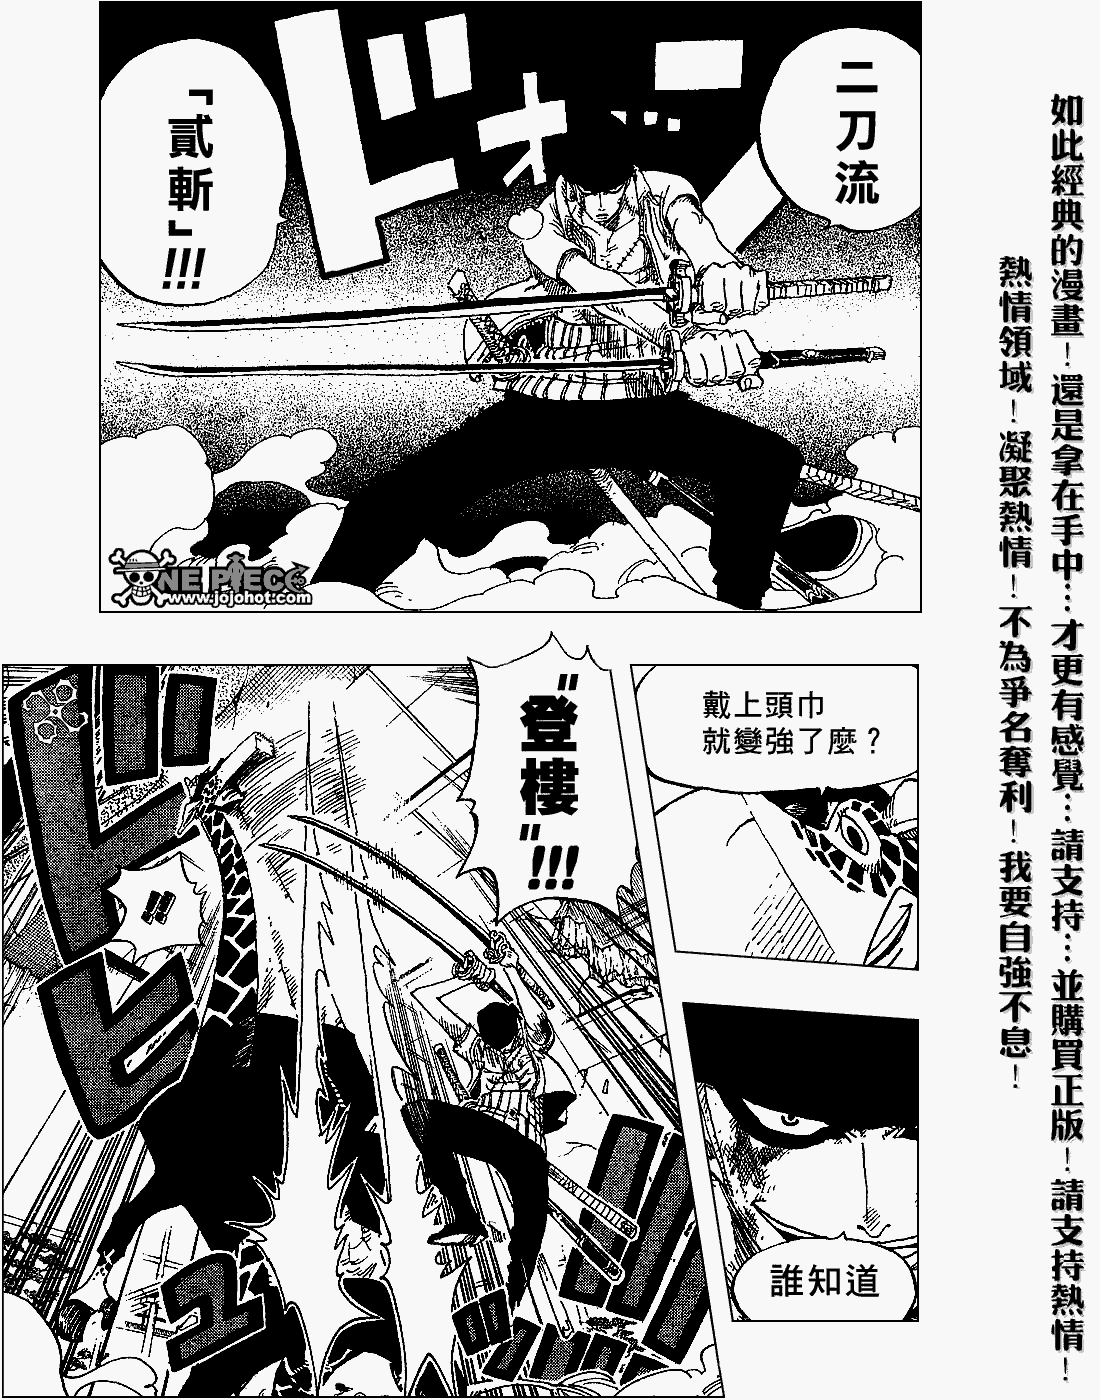 二刀流
「貳斬」!!!
ドオン
ONE PIECE
www.jojohot.com
戴上頭巾
就變強了麼？
誰知道
"登樓"!!!
!!!
如此經典的漫畫！還是拿在手中…才更有感覺…請支持…並購買正版！請支持熱情！
熱情領域！凝聚熱情！不為爭名奪利！我要自強不息！